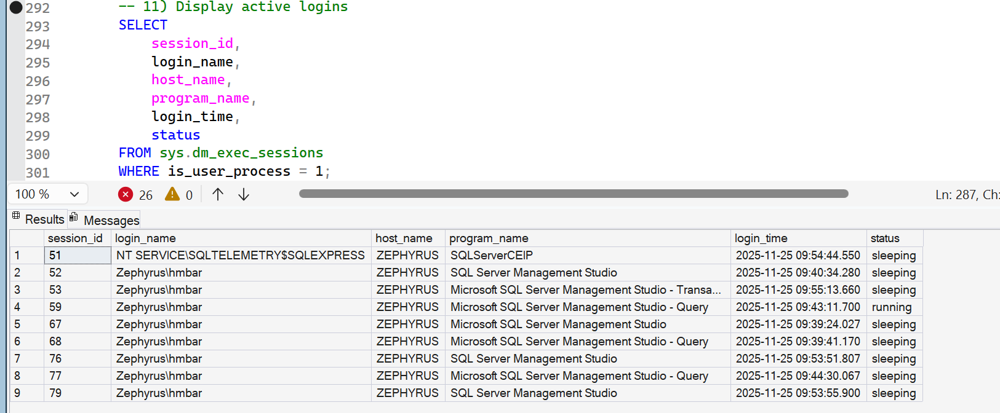 292 -- 11) Display active logins
293 SELECT
294 session_id,
295 login_name,
296 host_name,
297 program_name,
298 login_time,
299 status
300 FROM sys.dm_exec_sessions
301 WHERE is_user_process = 1;
100 % 26 0 Ln: 287, Ch:
Results Messages
session_id login_name host_name program_name login_time status
1 51 NT SERVICE\SQLTELEMETRY$SQLEXPRESS ZEPHYRUS SQLServerCEIP 2025-11-25 09:54:44.550 sleeping
2 52 Zephyrus\hmbar ZEPHYRUS SQL Server Management Studio 2025-11-25 09:40:34.280 sleeping
3 53 Zephyrus\hmbar ZEPHYRUS Microsoft SQL Server Management Studio - Transa... 2025-11-25 09:55:13.660 sleeping
4 59 Zephyrus\hmbar ZEPHYRUS Microsoft SQL Server Management Studio - Query 2025-11-25 09:43:11.700 running
5 67 Zephyrus\hmbar ZEPHYRUS Microsoft SQL Server Management Studio 2025-11-25 09:39:24.027 sleeping
6 68 Zephyrus\hmbar ZEPHYRUS Microsoft SQL Server Management Studio - Query 2025-11-25 09:39:41.170 sleeping
7 76 Zephyrus\hmbar ZEPHYRUS SQL Server Management Studio 2025-11-25 09:53:51.807 sleeping
8 77 Zephyrus\hmbar ZEPHYRUS Microsoft SQL Server Management Studio - Query 2025-11-25 09:44:30.067 sleeping
9 79 Zephyrus\hmbar ZEPHYRUS SQL Server Management Studio 2025-11-25 09:53:55.900 sleeping